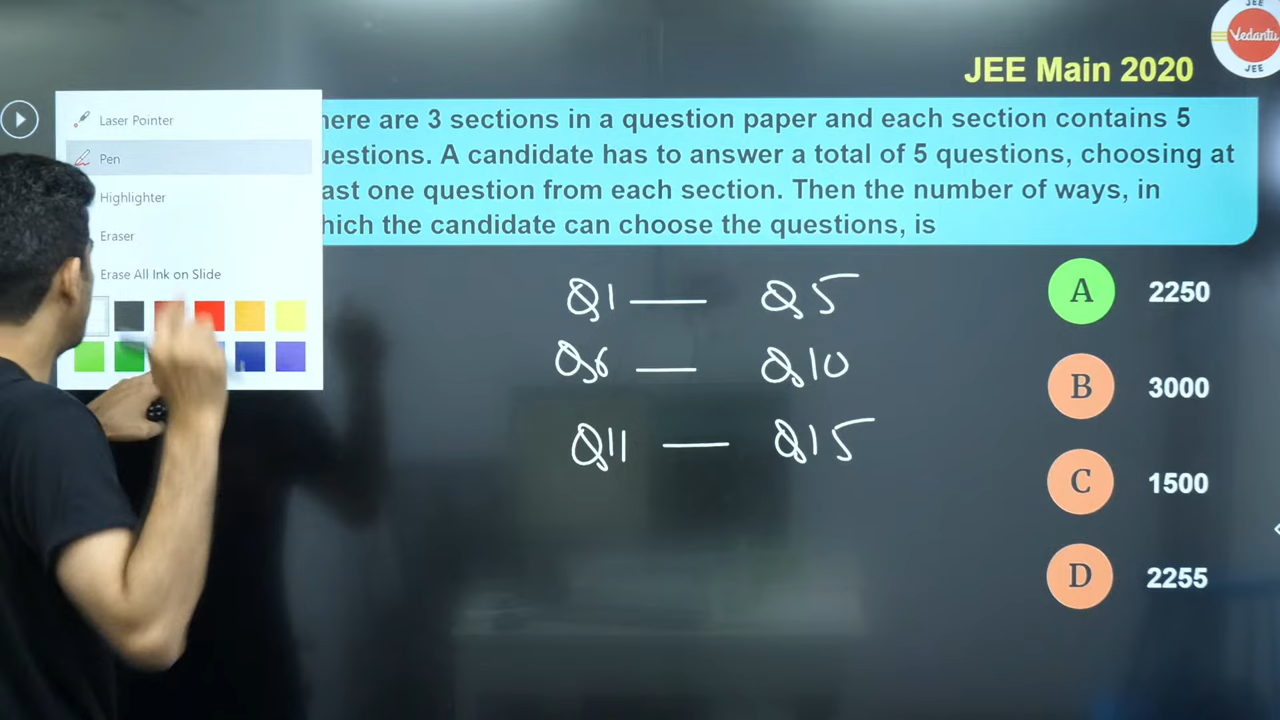 JEE
Vedantu
JEE
JEE Main 2020
Laser Pointer
Pen
Highlighter
Eraser
Erase All Ink on Slide
here are 3 sections in a question paper and each section contains 5
uestions. A candidate has to answer a total of 5 questions, choosing at
ast one question from each section. Then the number of ways, in
hich the candidate can choose the questions, is
Q1 — Q5
Q6 — Q10
Q11 — Q15
A 2250
B 3000
C 1500
D 2255